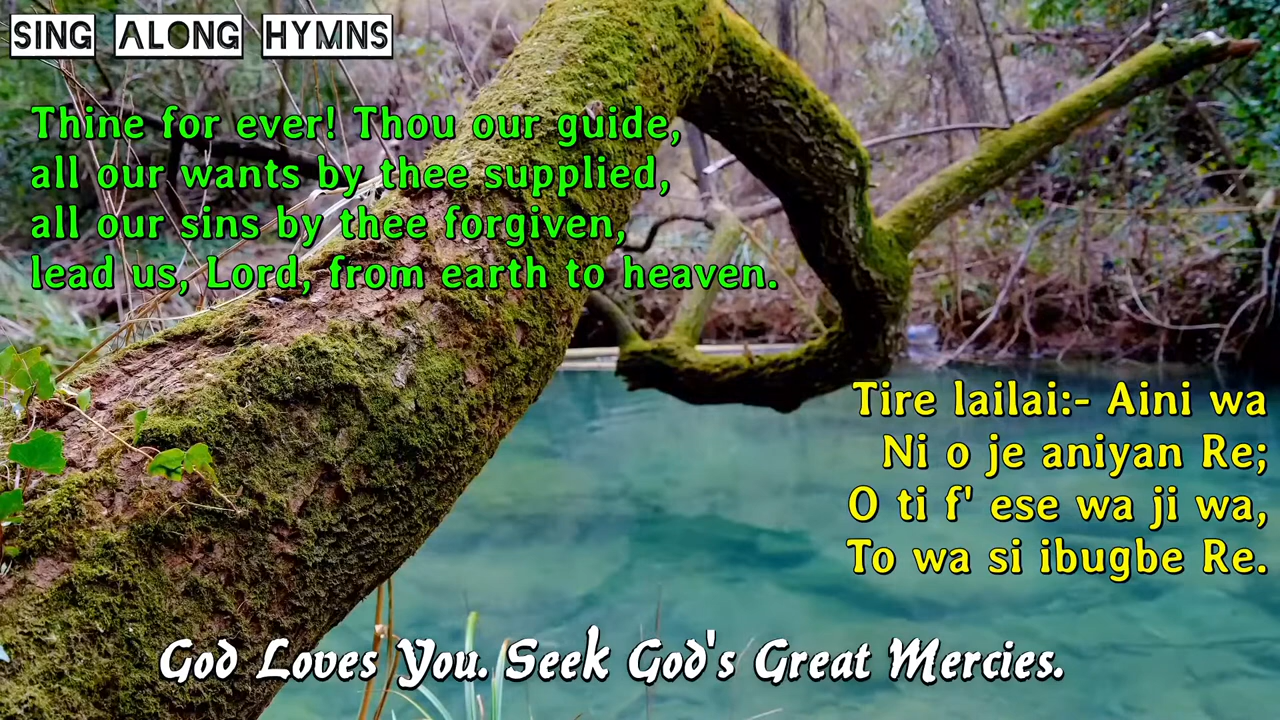 SING ALONG HYMNS
Thine for ever! Thou our guide,
all our wants by thee supplied,
all our sins by thee forgiven,
lead us, Lord, from earth to heaven.
Tire lailai:- Aini wa
Ni o je aniyan Re;
O ti f' ese wa ji wa,
To wa si ibugbe Re.
God Loves You. Seek God's Great Mercies.